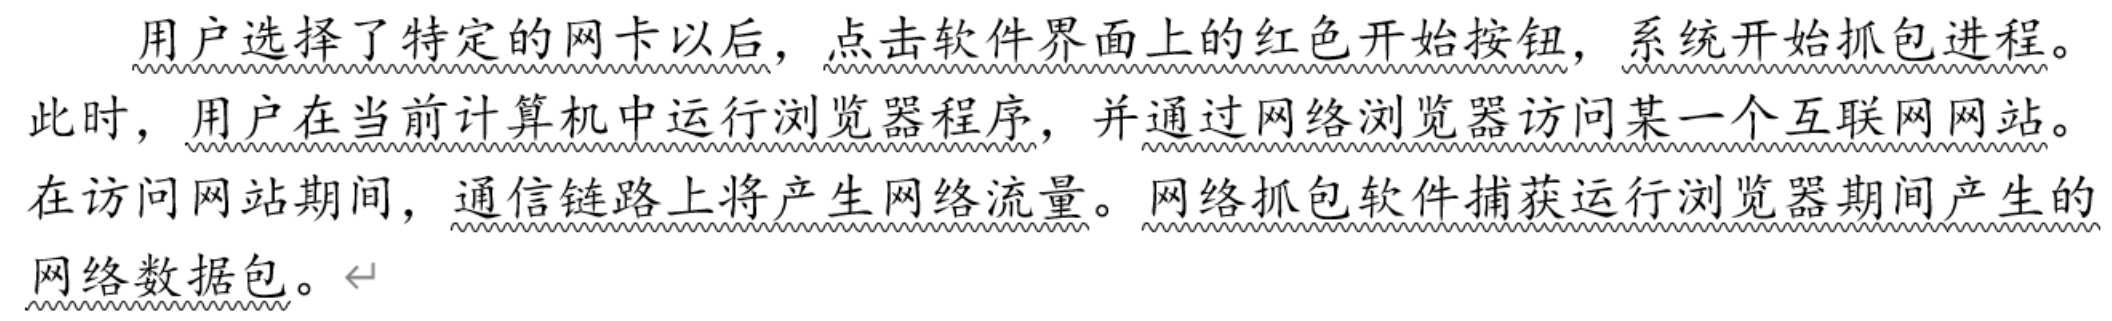 用户选择了特定的网卡以后，点击软件界面上的红色开始按钮，系统开始抓包进程。
此时，用户在当前计算机中运行浏览器程序，并通过网络浏览器访问某一个互联网网站。
在访问网站期间，通信链路上将产生网络流量。网络抓包软件捕获运行浏览器期间产生的
网络数据包。↵